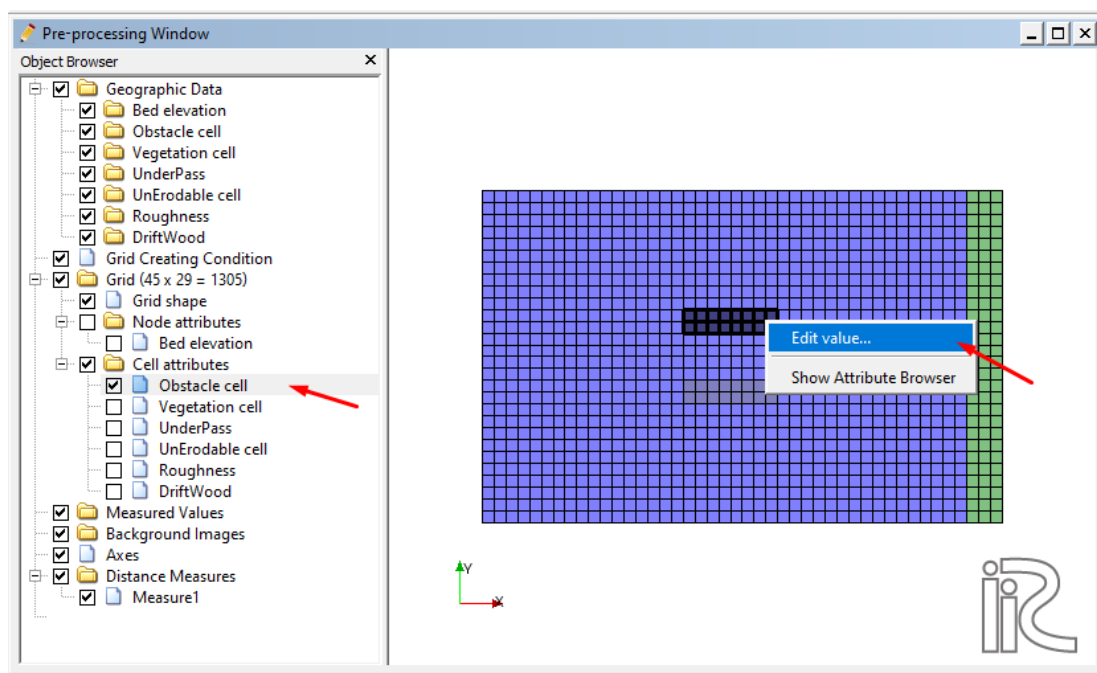 Pre-processing Window
Object Browser
Geographic Data
Bed elevation
Obstacle cell
Vegetation cell
UnderPass
UnErodable cell
Roughness
DriftWood
Grid Creating Condition
Grid (45 x 29 = 1305)
Grid shape
Node attributes
Bed elevation
Cell attributes
Obstacle cell
Vegetation cell
UnderPass
UnErodable cell
Roughness
DriftWood
Measured Values
Background Images
Axes
Distance Measures
Measure1
Edit value...
Show Attribute Browser
Y
X
iRiC